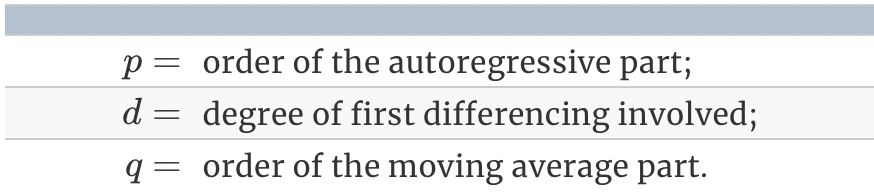 p = order of the autoregressive part;
d = degree of first differencing involved;
q = order of the moving average part.